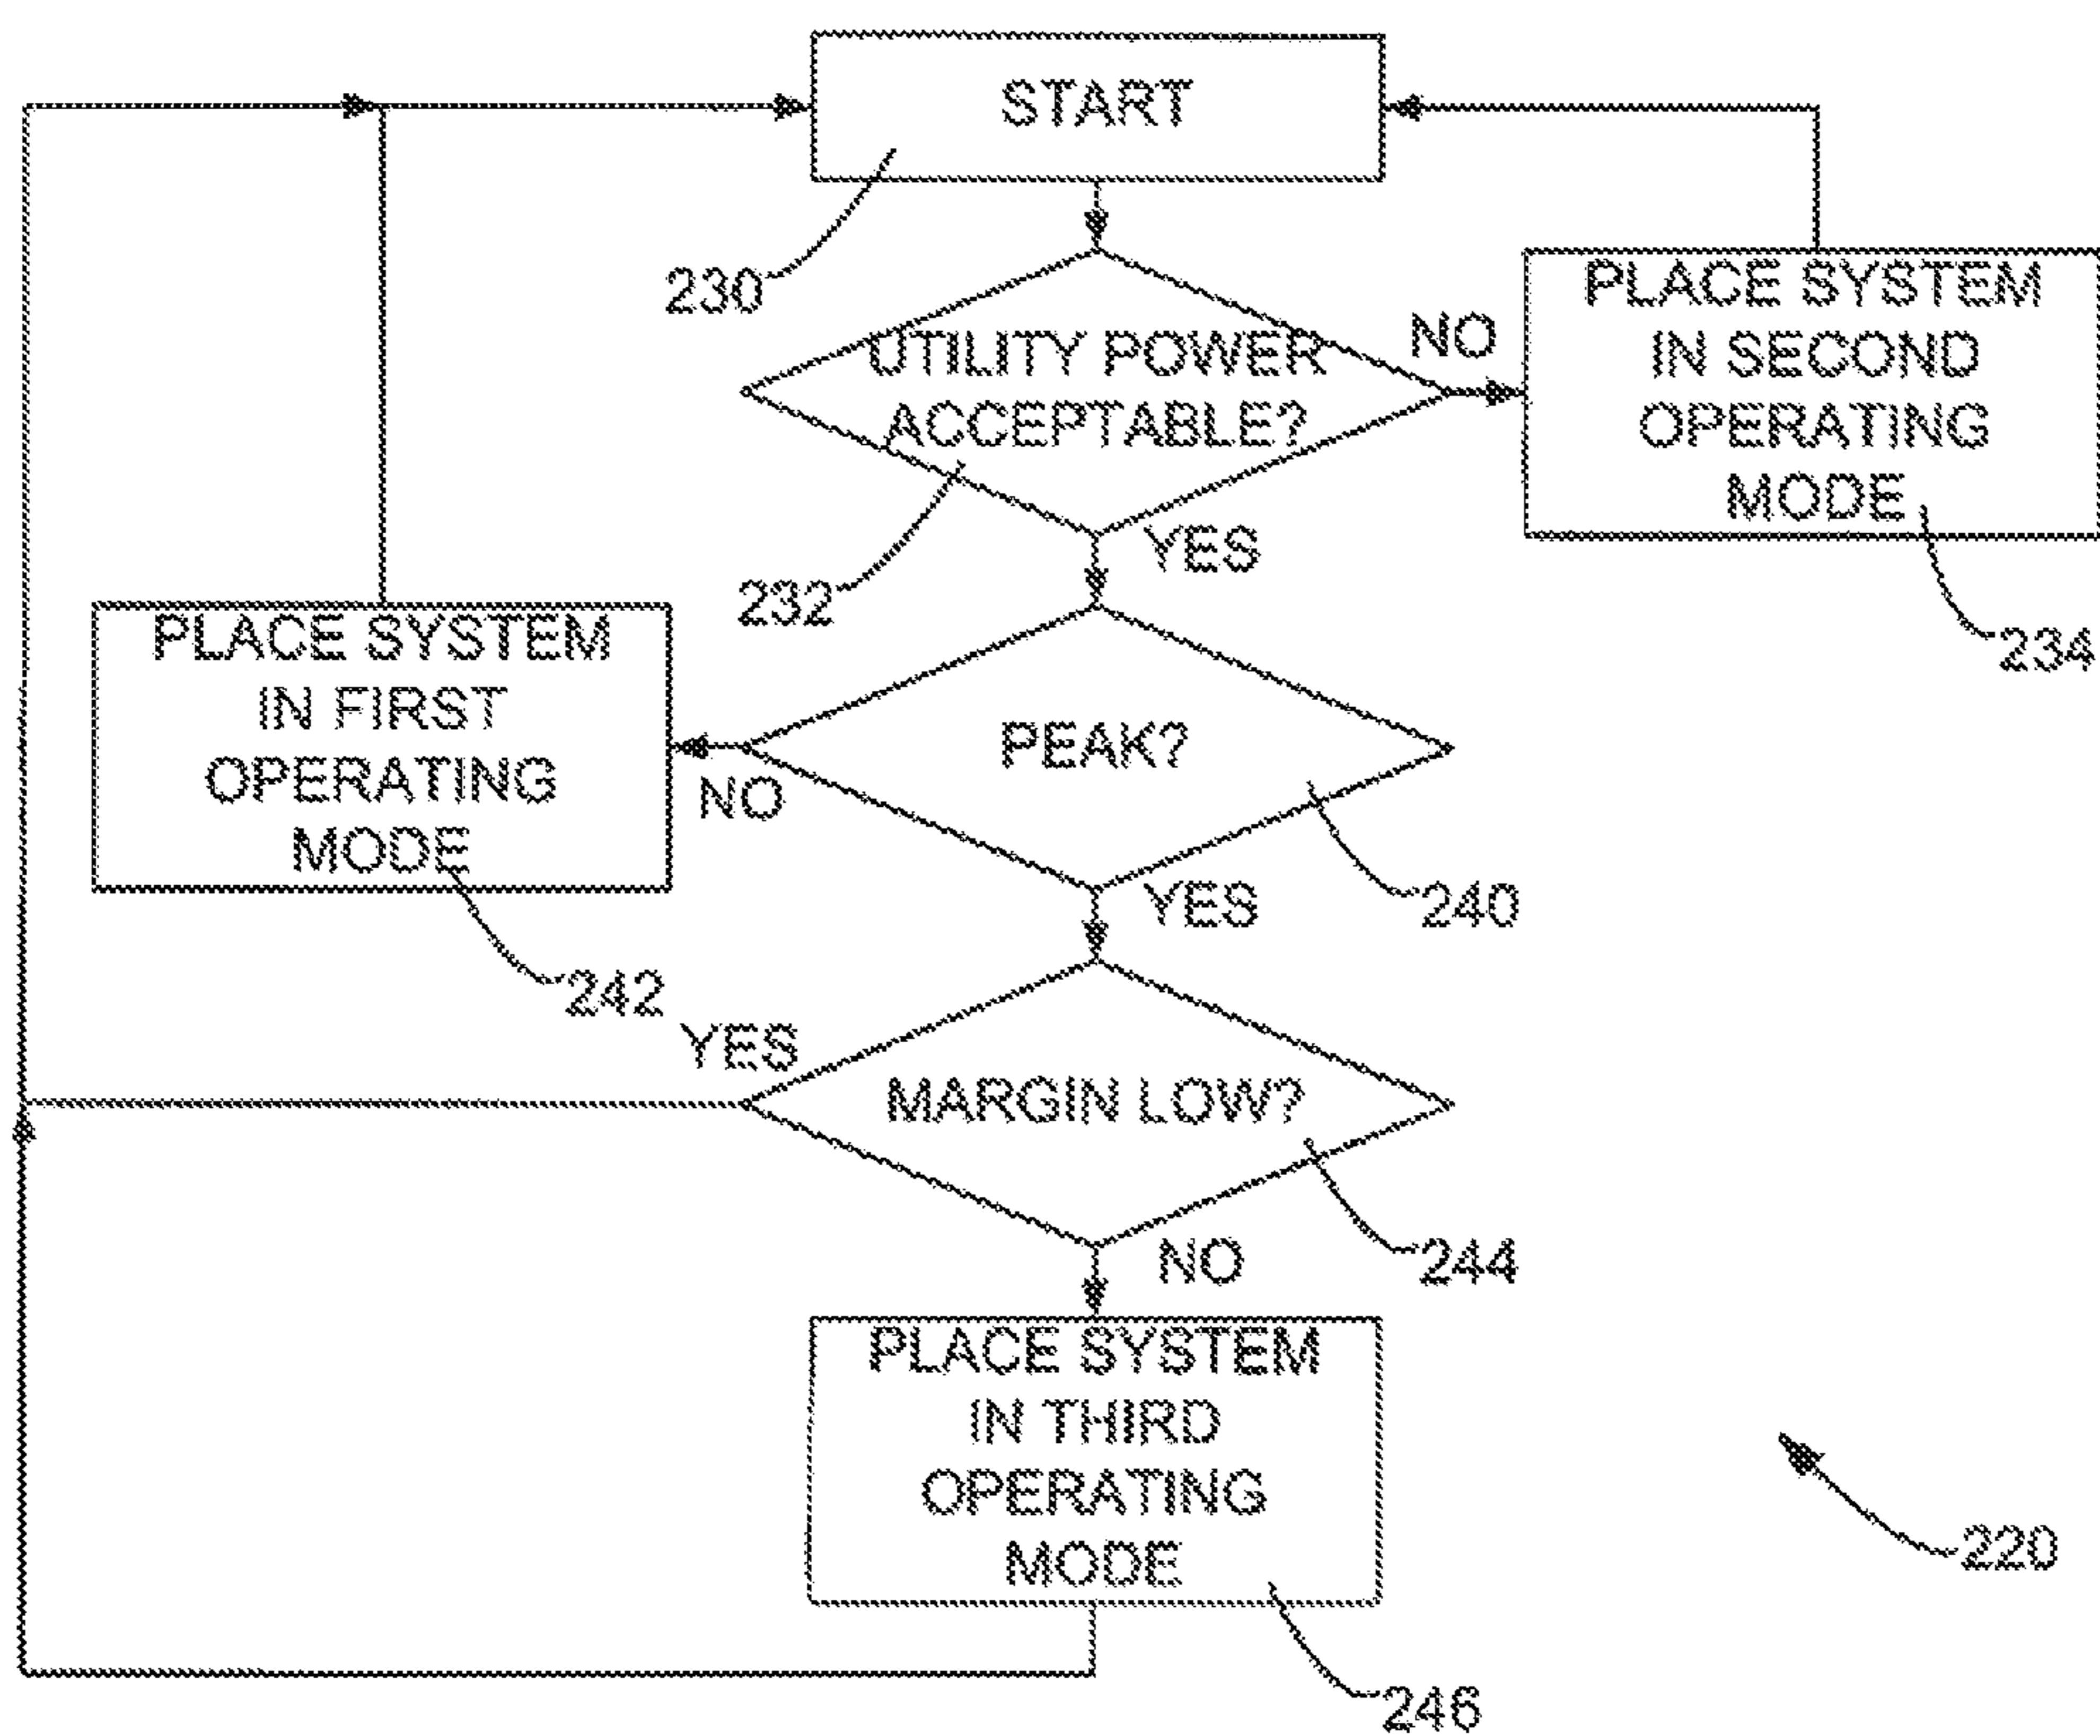 START
230
UTILITY POWER
ACCEPTABLE?
232
NO
PLACE SYSTEM
IN SECOND
OPERATING
MODE
234
YES
PEAK?
240
NO
PLACE SYSTEM
IN FIRST
OPERATING
MODE
242
YES
MARGIN LOW?
244
YES
NO
PLACE SYSTEM
IN THIRD
OPERATING
MODE
246
220